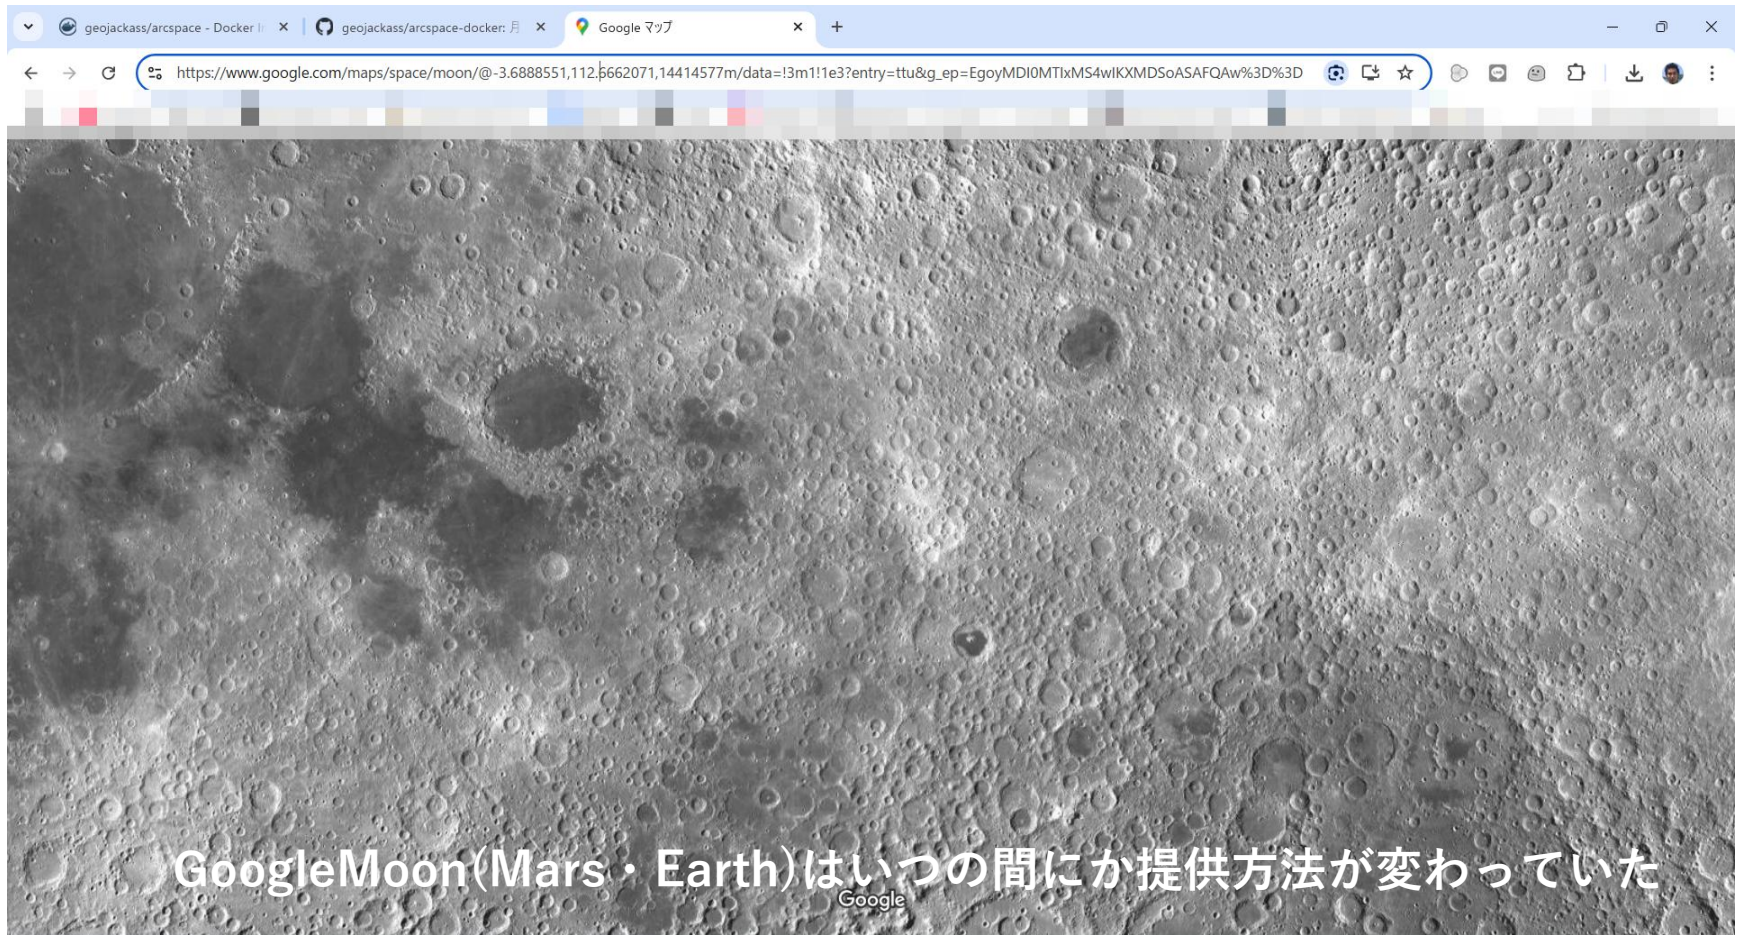 geojackass/arcspace - Docker I
geojackass/arcspace-docker: 月
Google マップ
https://www.google.com/maps/space/moon/@-3.6888551,112.6662071,14414577m/data=!3m1!1e3?entry=ttu&g_ep=EgoyMDI0MTIxMS4wIKXMDSoASAFQAw%3D%3D
GoogleMoon(Mars・Earth)はいつの間にか提供方法が変わっていた
Google